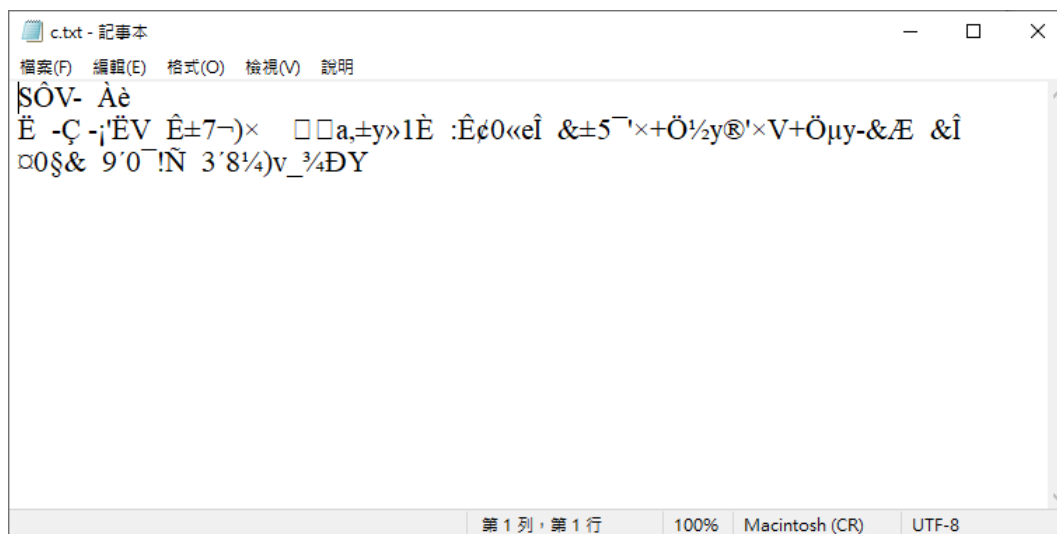 c.txt - 記事本
檔案(F) 編輯(E) 格式(O) 檢視(V) 說明
SÔV- Àè
Ë -Ç -¡'ËV Ê±7¬)× □□a,±y»1È :Ê¢0«eÎ &±5¯'×+Ö½y®'×V+Öµy-&Æ &Î
¤0§& 9´0¯!Ñ 3´8¼)v_¾ÐY
第 1 列，第 1 行 100% Macintosh (CR) UTF-8